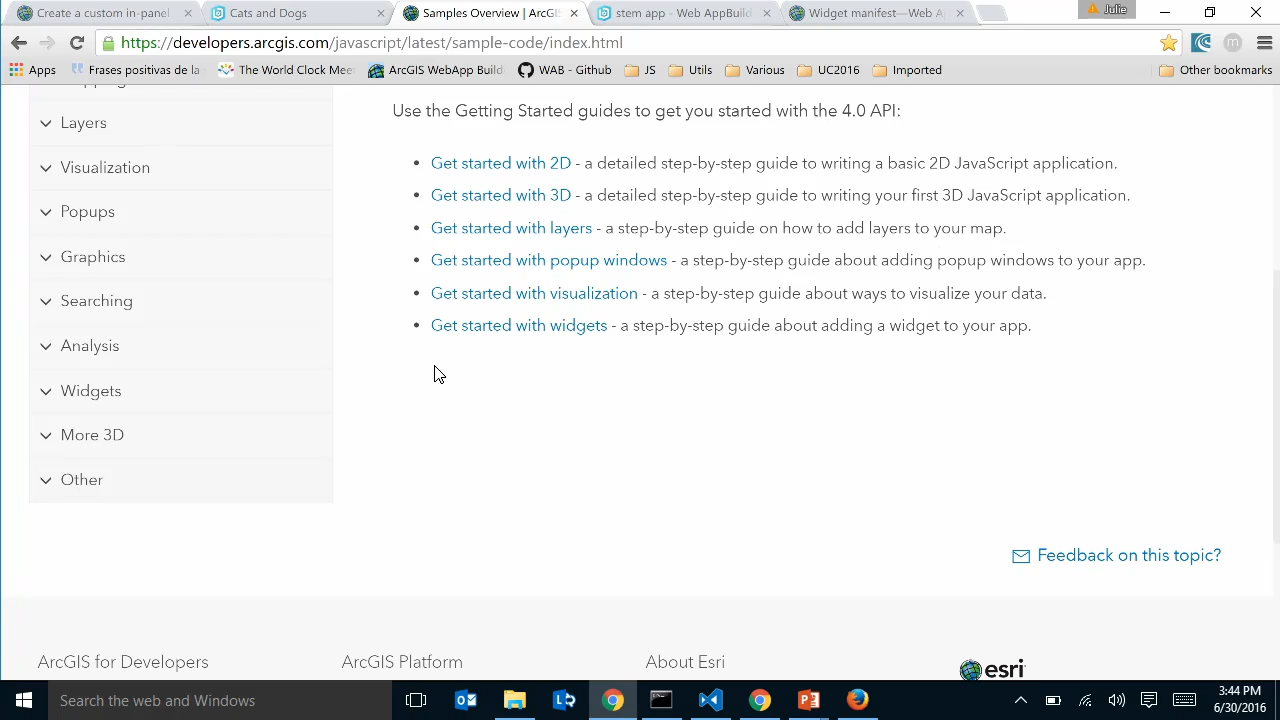 Create a custom in-panel
Cats and Dogs
Samples Overview | ArcGI
stem app - Web AppBuild
Widget manifest—Web A
Julie
https://developers.arcgis.com/javascript/latest/sample-code/index.html
Apps
Frases positivas de la
The World Clock Mee
ArcGIS WebApp Build
WAB - Github
JS
Util
Various
UC2016
Imported
Other bookmarks
Layers
Visualization
Popups
Graphics
Searching
Analysis
Widgets
More 3D
Other
Use the Getting Started guides to get you started with the 4.0 API:
• Get started with 2D - a detailed step-by-step guide to writing a basic 2D JavaScript application.
• Get started with 3D - a detailed step-by-step guide to writing your first 3D JavaScript application.
• Get started with layers - a step-by-step guide on how to add layers to your map.
• Get started with popup windows - a step-by-step guide about adding popup windows to your app.
• Get started with visualization - a step-by-step guide about ways to visualize your data.
• Get started with widgets - a step-by-step guide about adding a widget to your app.
Feedback on this topic?
ArcGIS for Developers
ArcGIS Platform
About Esri
esri
Search the web and Windows
3:44 PM
6/30/2016